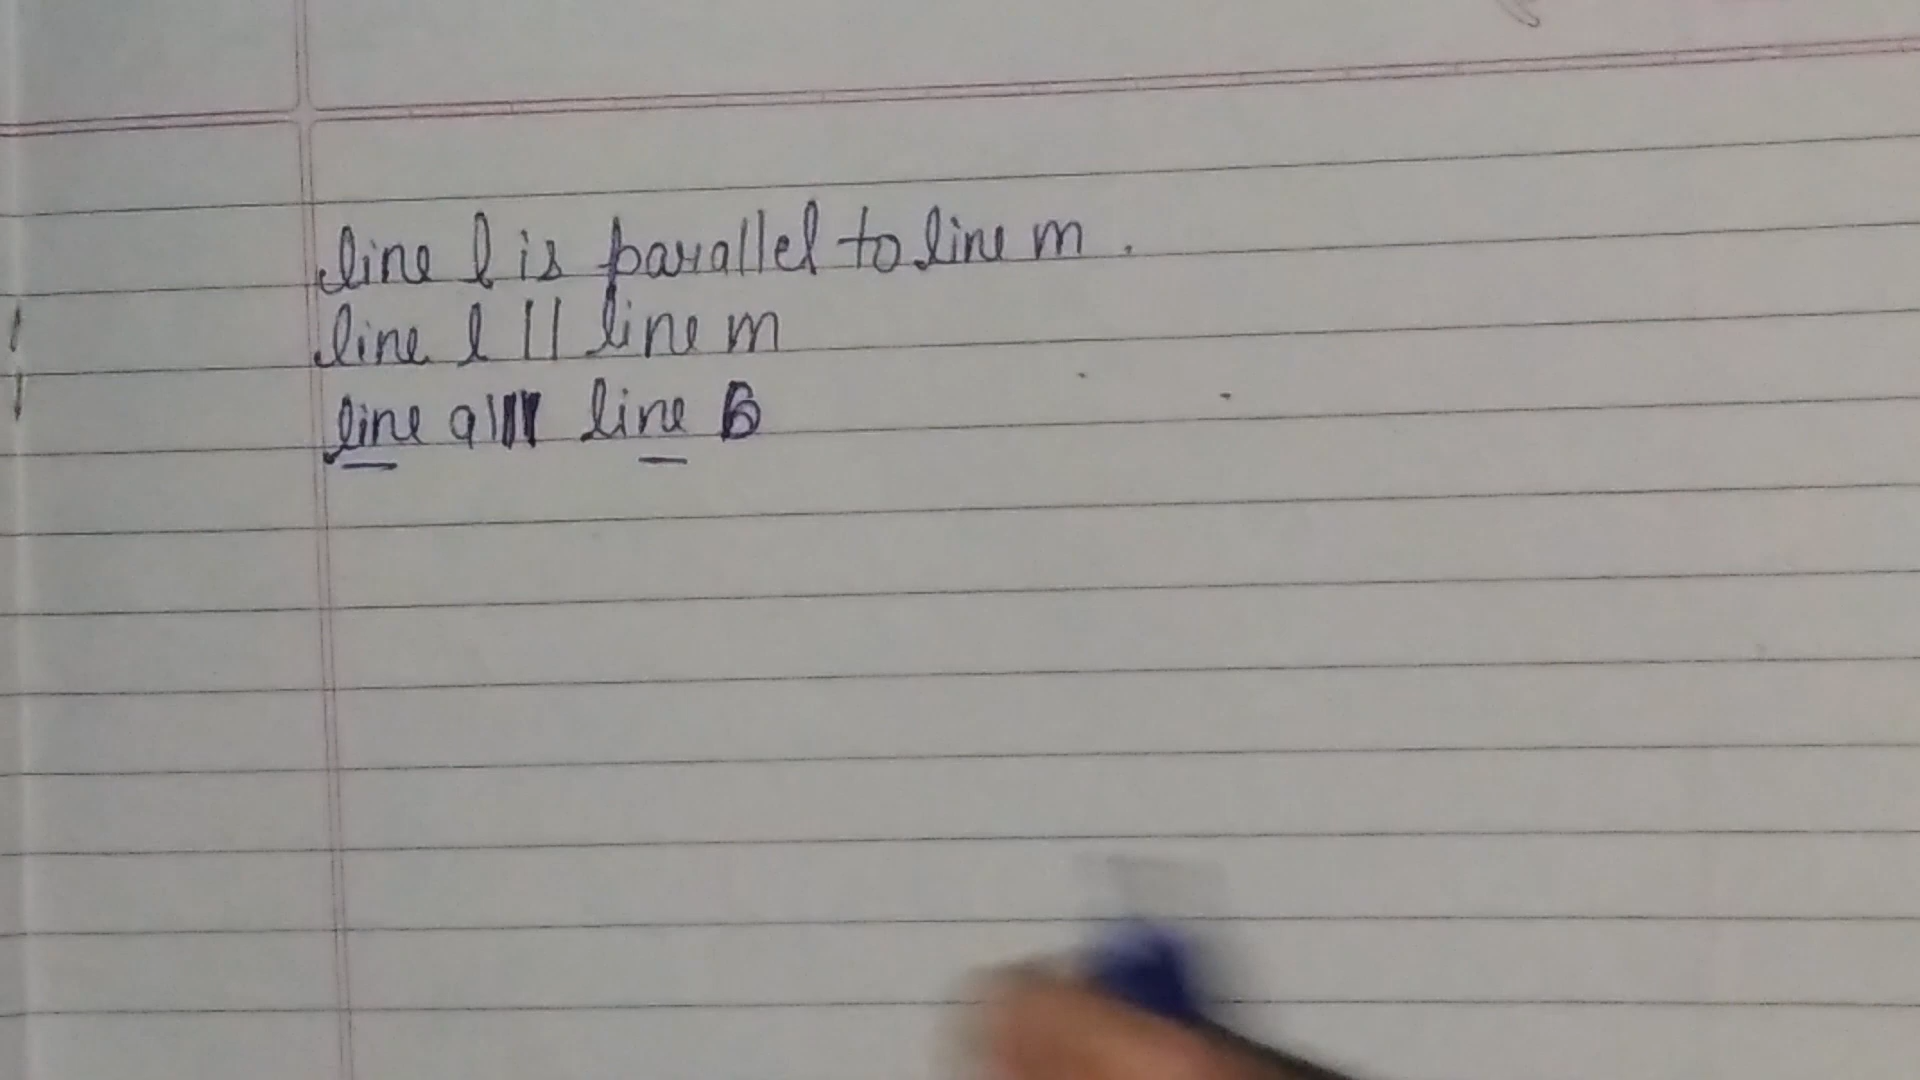 line l is parallel to line m.
line l || line m
line a || line b